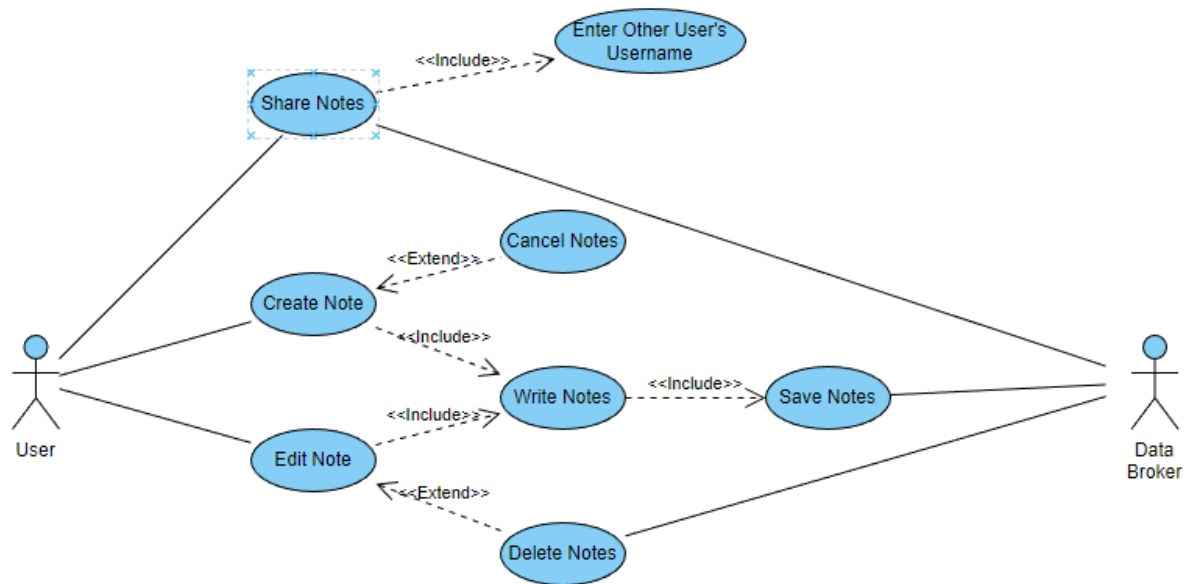 Enter Other User's
Username
<<Include>>
Share Notes
Cancel Notes
<<Extend>>
Create Note
<<Include>>
Write Notes
<<Include>>
Save Notes
<<Include>>
User
Edit Note
Data
Broker
<<Extend>>
Delete Notes